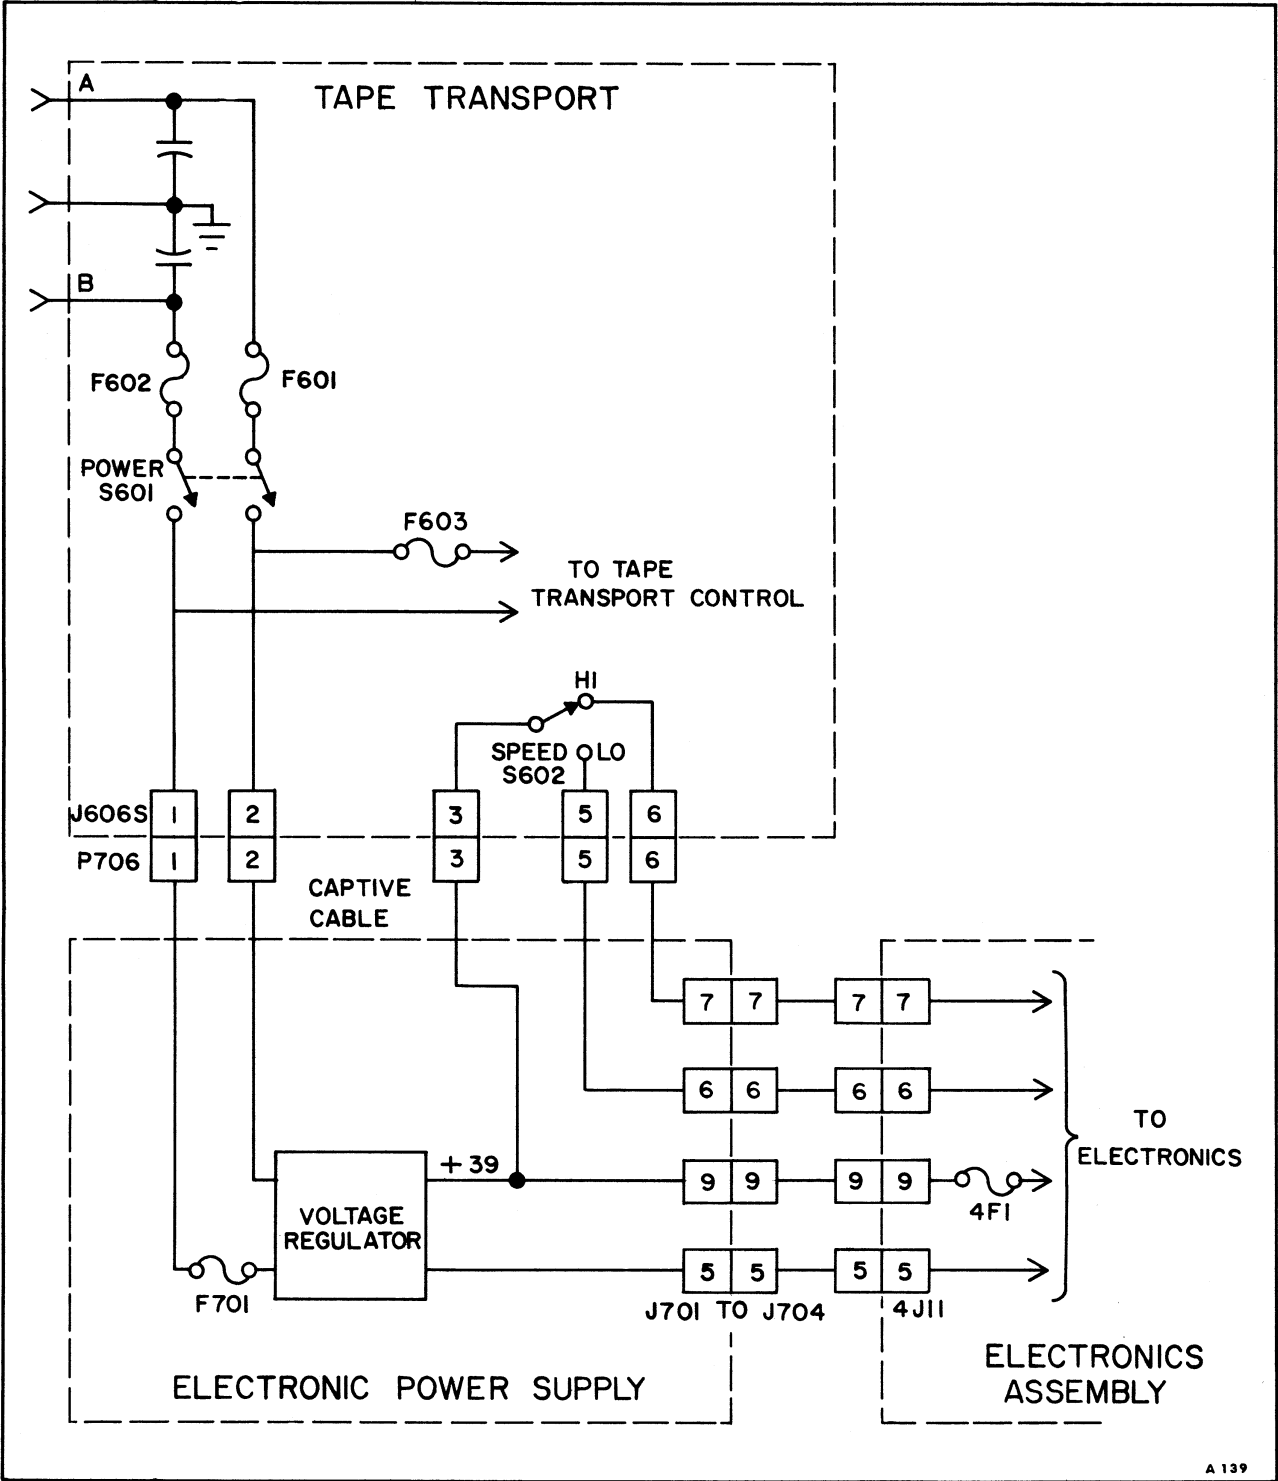 A
TAPE TRANSPORT
B
F602
F601
POWER
S601
F603
TO TAPE
TRANSPORT CONTROL
HI
SPEED
LO
S602
J606S
1
2
3
5
6
P706
1
2
3
5
6
CAPTIVE
CABLE
7
7
7
7
6
6
6
6
TO
ELECTRONICS
+39
9
9
9
9
4F1
VOLTAGE
REGULATOR
5
5
5
5
F701
J701 TO J704
4J11
ELECTRONIC POWER SUPPLY
ELECTRONICS
ASSEMBLY
A 139